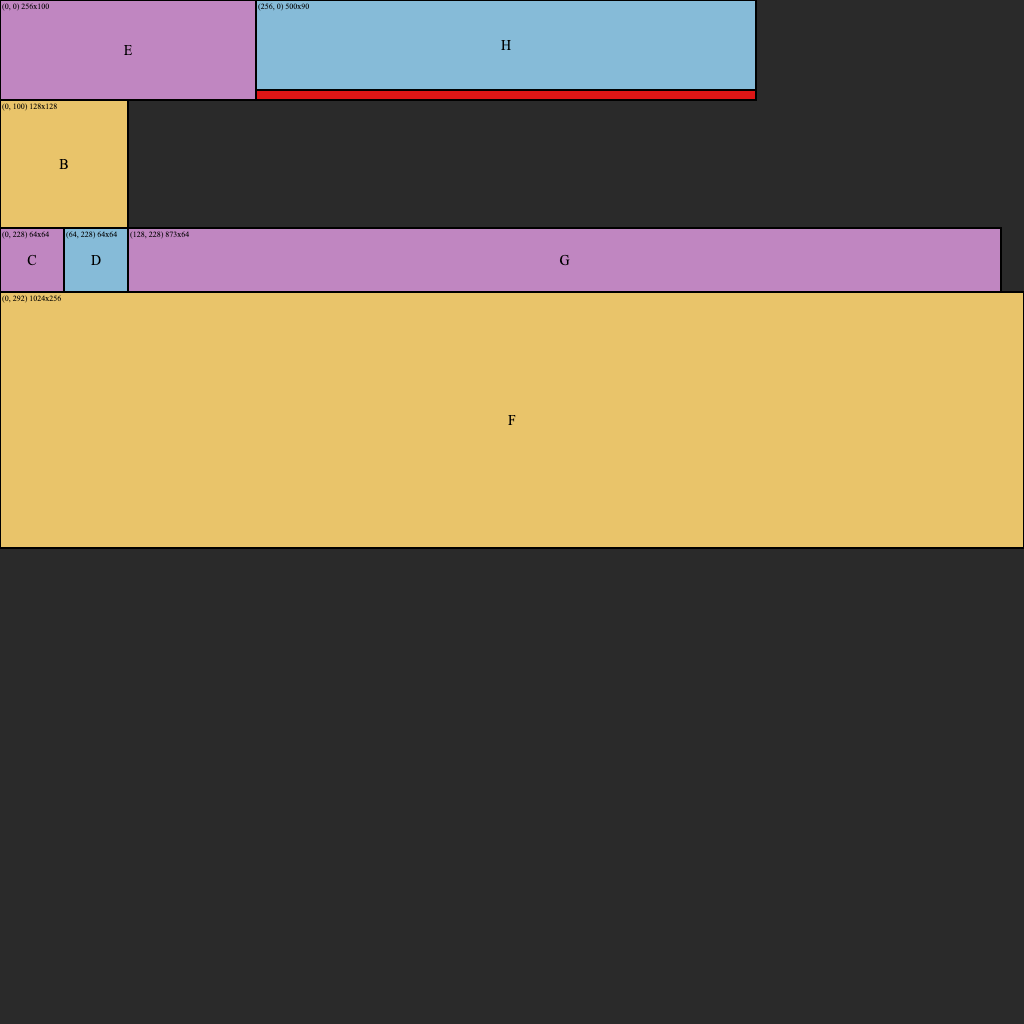 (0, 0) 256x100
E
(256, 0) 500x90
H
(0, 100) 128x128
B
(0, 228) 64x64
C
(64, 228) 64x64
D
(128, 228) 873x64
G
(0, 292) 1024x256
F